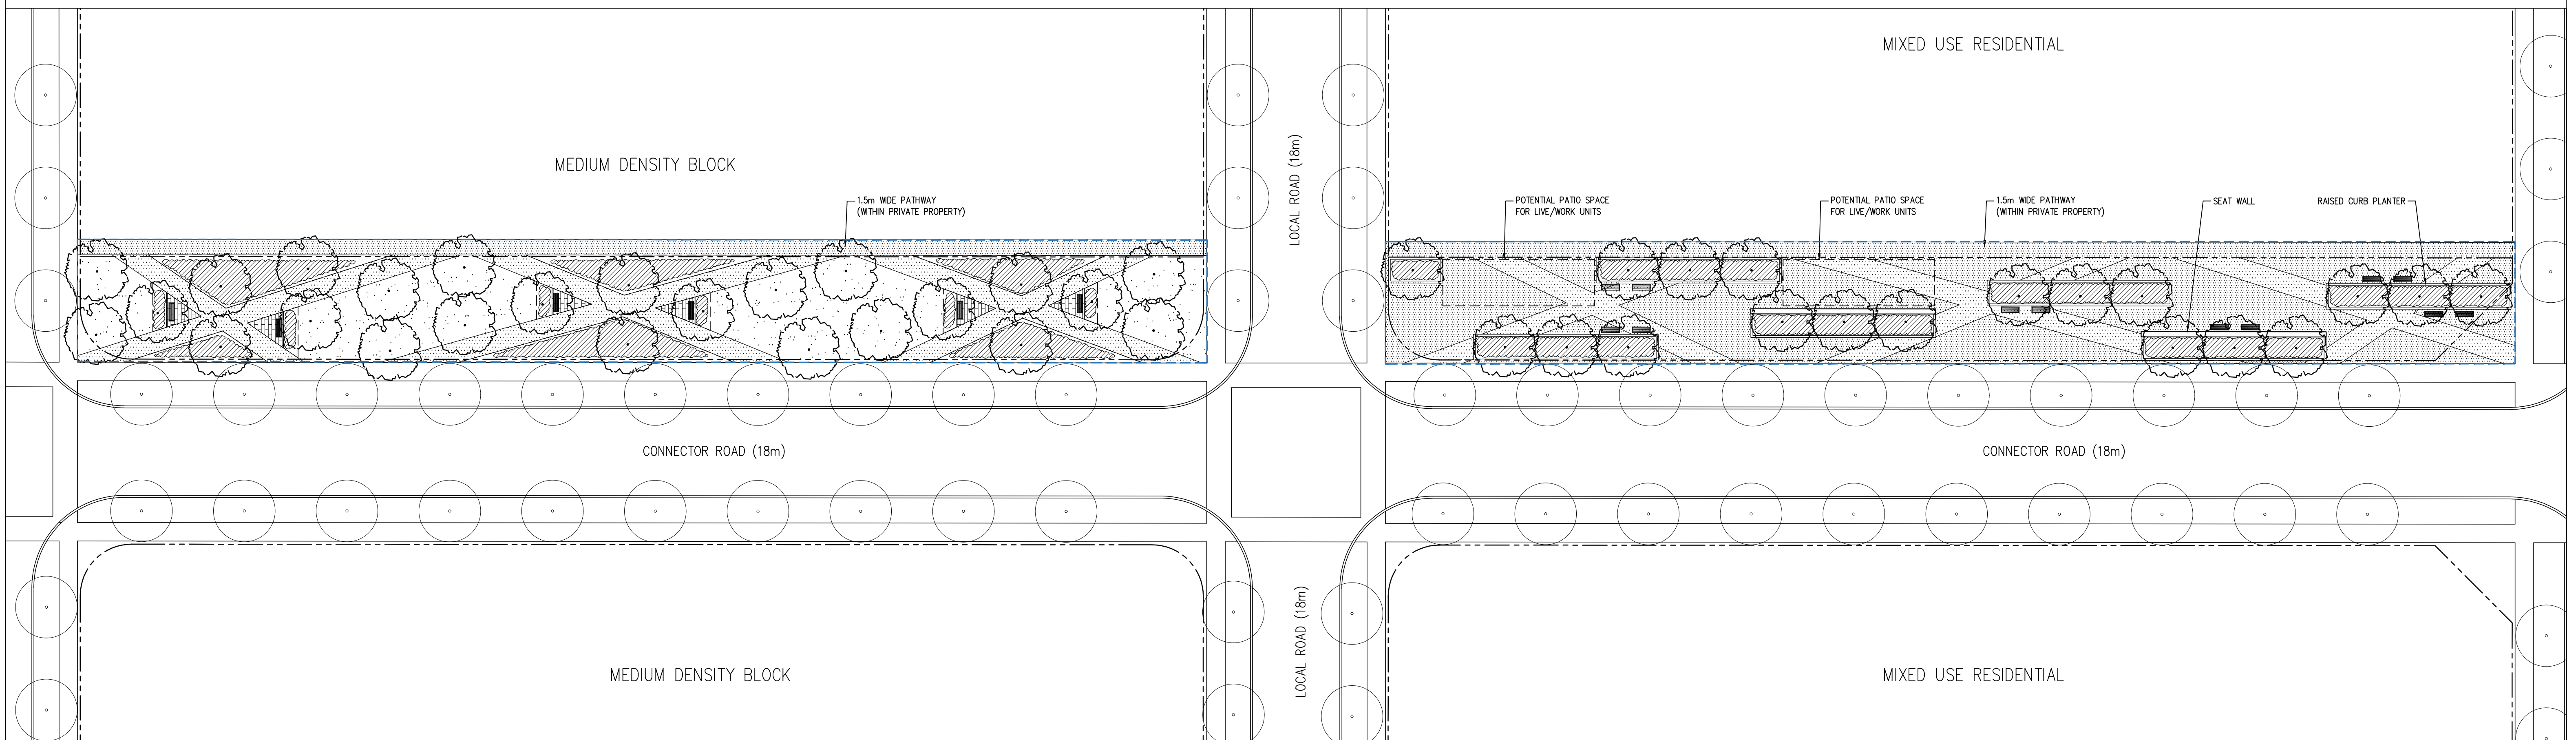 MIXED USE RESIDENTIAL
MEDIUM DENSITY BLOCK
LOCAL ROAD (18m)
1.5m WIDE PATHWAY
(WITHIN PRIVATE PROPERTY)
POTENTIAL PATIO SPACE
FOR LIVE/WORK UNITS
POTENTIAL PATIO SPACE
FOR LIVE/WORK UNITS
1.5m WIDE PATHWAY
(WITHIN PRIVATE PROPERTY)
SEAT WALL
RAISED CURB PLANTER
CONNECTOR ROAD (18m)
CONNECTOR ROAD (18m)
LOCAL ROAD (18m)
MEDIUM DENSITY BLOCK
MIXED USE RESIDENTIAL